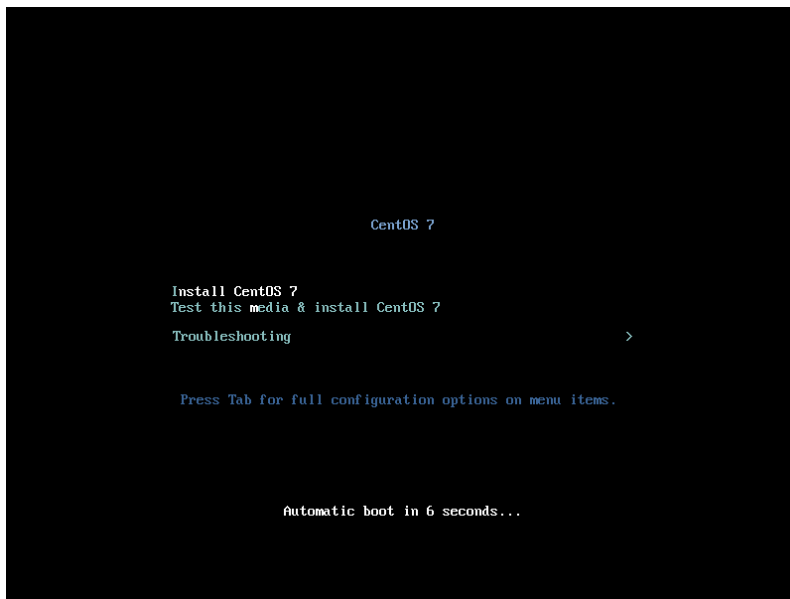 CentOS 7
Install CentOS 7
Test this media & install CentOS 7
Troubleshooting >
Press Tab for full configuration options on menu items.
Automatic boot in 6 seconds...